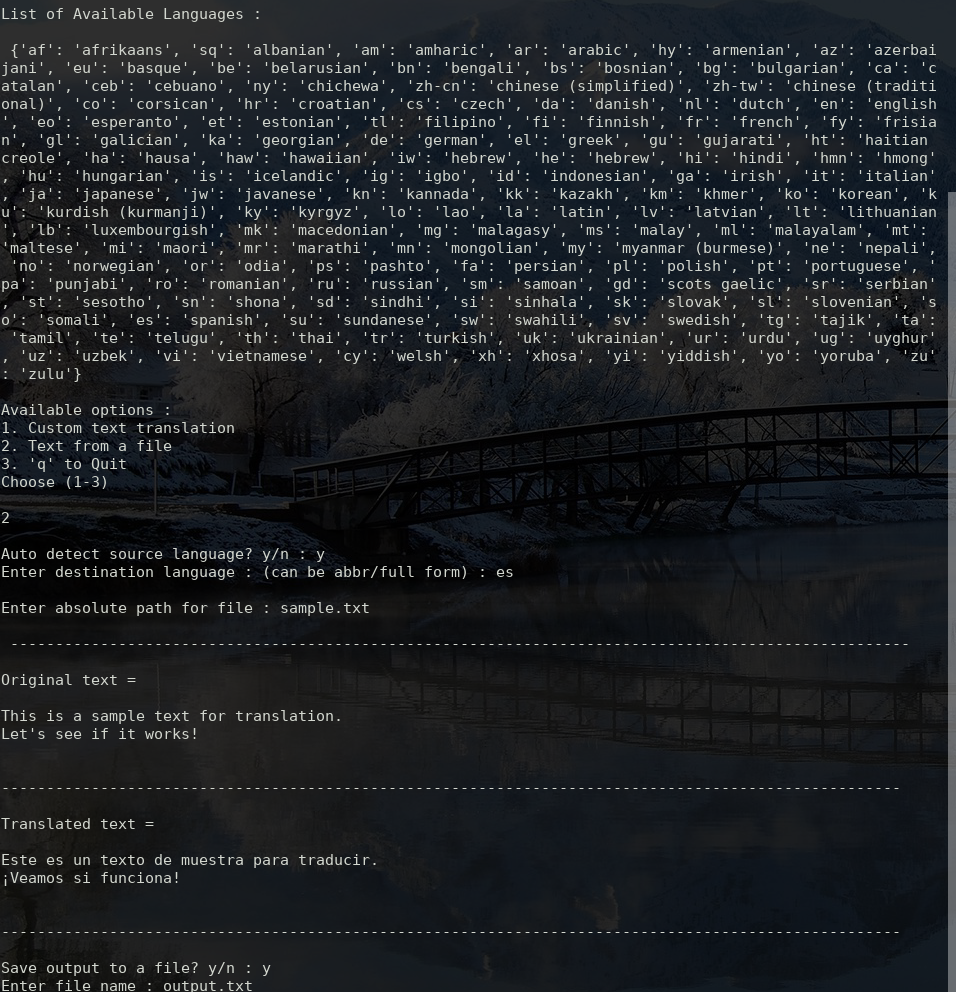 List of Available Languages :
{'af': 'afrikaans', 'sq': 'albanian', 'am': 'amharic', 'ar': 'arabic', 'hy': 'armenian', 'az': 'azerbai
jani', 'eu': 'basque', 'be': 'belarusian', 'bn': 'bengali', 'bs': 'bosnian', 'bg': 'bulgarian', 'ca': 'c
atalan', 'ceb': 'cebuano', 'ny': 'chichewa', 'zh-cn': 'chinese (simplified)', 'zh-tw': 'chinese (traditi
onal)', 'co': 'corsican', 'hr': 'croatian', 'cs': 'czech', 'da': 'danish', 'nl': 'dutch', 'en': 'english
', 'eo': 'esperanto', 'et': 'estonian', 'tl': 'filipino', 'fi': 'finnish', 'fr': 'french', 'fy': 'frisia
n', 'gl': 'galician', 'ka': 'georgian', 'de': 'german', 'el': 'greek', 'gu': 'gujarati', 'ht': 'haitian
creole', 'ha': 'hausa', 'haw': 'hawaiian', 'iw': 'hebrew', 'he': 'hebrew', 'hi': 'hindi', 'hmn': 'hmong'
, 'hu': 'hungarian', 'is': 'icelandic', 'ig': 'igbo', 'id': 'indonesian', 'ga': 'irish', 'it': 'italian'
, 'ja': 'japanese', 'jw': 'javanese', 'kn': 'kannada', 'kk': 'kazakh', 'km': 'khmer', 'ko': 'korean', 'k
u': 'kurdish (kurmanji)', 'ky': 'kyrgyz', 'lo': 'lao', 'la': 'latin', 'lv': 'latvian', 'lt': 'lithuanian
', 'lb': 'luxembourgish', 'mk': 'macedonian', 'mg': 'malagasy', 'ms': 'malay', 'ml': 'malayalam', 'mt':
'maltese', 'mi': 'maori', 'mr': 'marathi', 'mn': 'mongolian', 'my': 'myanmar (burmese)', 'ne': 'nepali',
'no': 'norwegian', 'or': 'odia', 'ps': 'pashto', 'fa': 'persian', 'pl': 'polish', 'pt': 'portuguese', '
pa': 'punjabi', 'ro': 'romanian', 'ru': 'russian', 'sm': 'samoan', 'gd': 'scots gaelic', 'sr': 'serbian'
, 'st': 'sesotho', 'sn': 'shona', 'sd': 'sindhi', 'si': 'sinhala', 'sk': 'slovak', 'sl': 'slovenian', 's
o': 'somali', 'es': 'spanish', 'su': 'sundanese', 'sw': 'swahili', 'sv': 'swedish', 'tg': 'tajik', 'ta':
'tamil', 'te': 'telugu', 'th': 'thai', 'tr': 'turkish', 'uk': 'ukrainian', 'ur': 'urdu', 'ug': 'uyghur'
, 'uz': 'uzbek', 'vi': 'vietnamese', 'cy': 'welsh', 'xh': 'xhosa', 'yi': 'yiddish', 'yo': 'yoruba', 'zu'
: 'zulu'}
Available options :
1. Custom text translation
2. Text from a file
3. 'q' to Quit
Choose (1-3)
2
Auto detect source language? y/n : y
Enter destination language : (can be abbr/full form) : es
Enter absolute path for file : sample.txt
----------------------------------------------------------------------------------------------------
Original text =
This is a sample text for translation.
Let's see if it works!
----------------------------------------------------------------------------------------------------
Translated text =
Este es un texto de muestra para traducir.
¡Veamos si funciona!
----------------------------------------------------------------------------------------------------
Save output to a file? y/n : y
Enter file name : output.txt